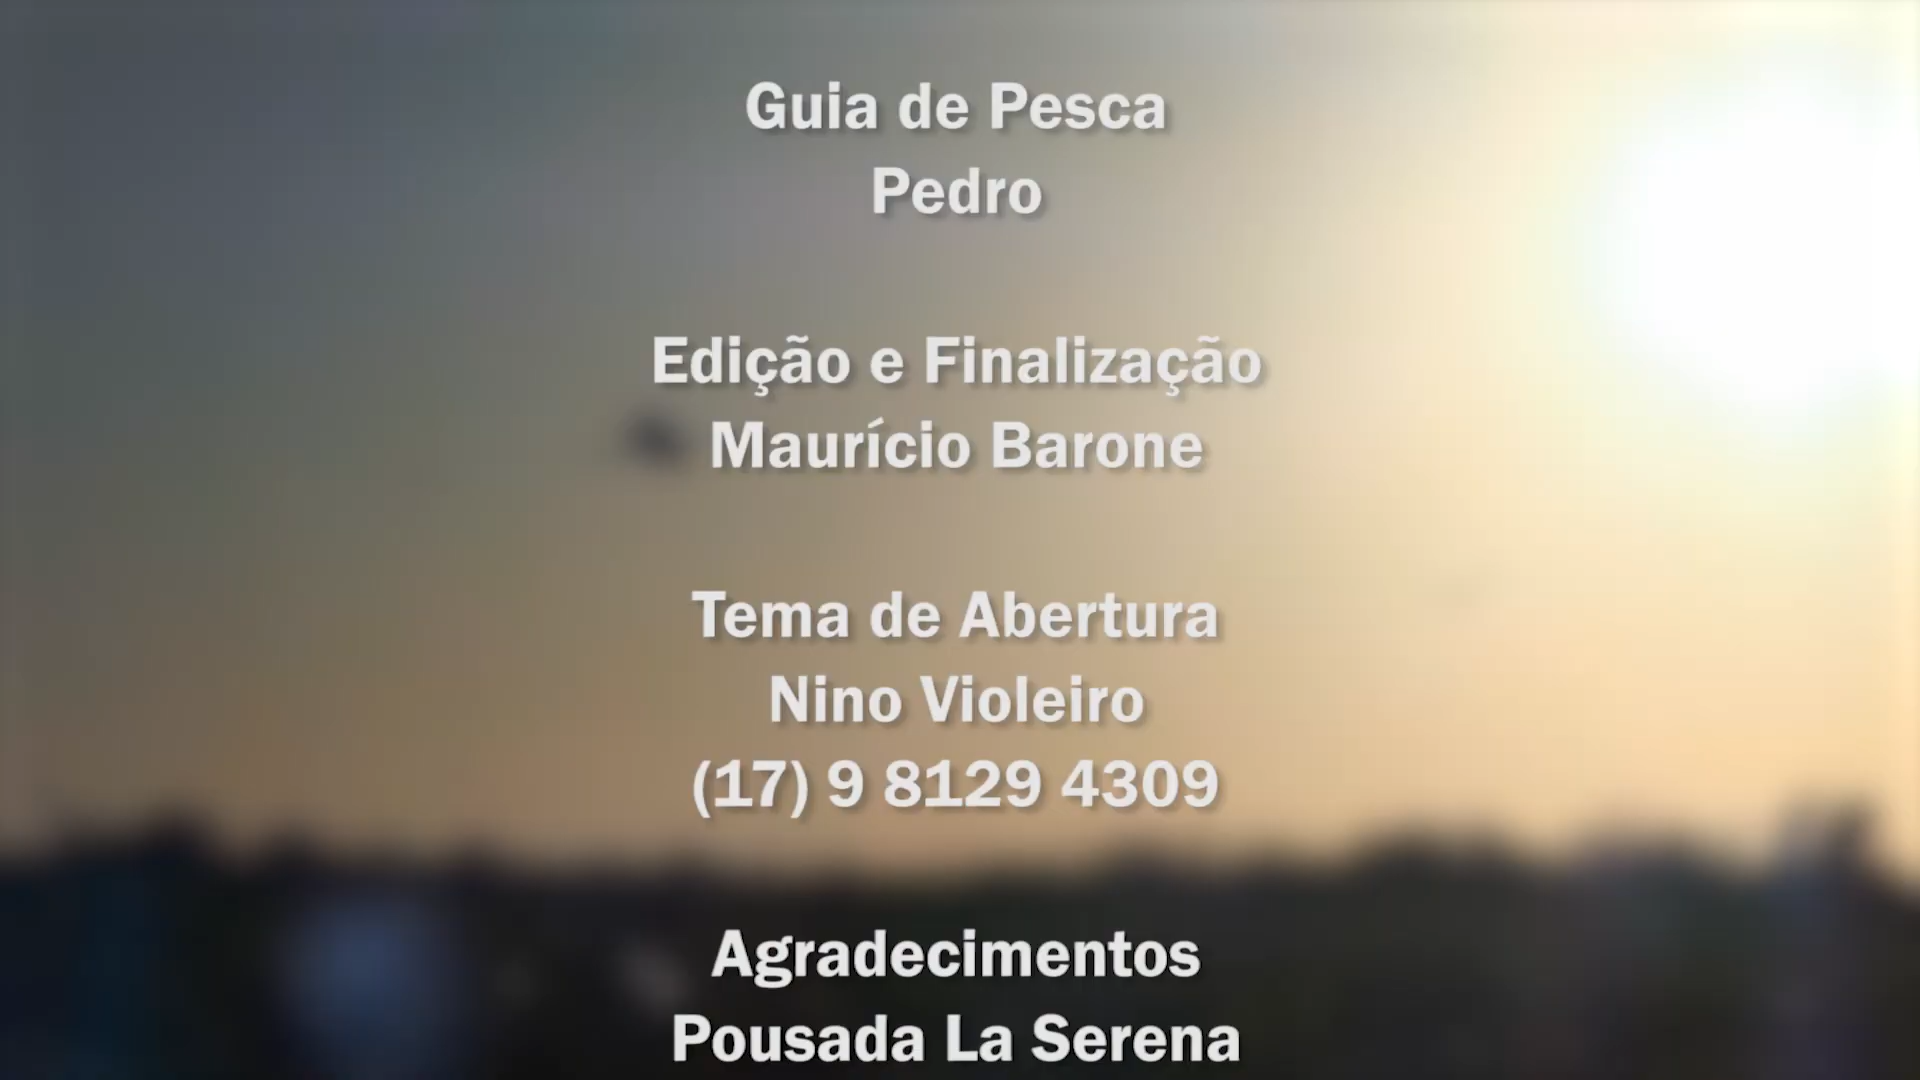 Guia de Pesca
Pedro
Edição e Finalização
Maurício Barone
Tema de Abertura
Nino Violeiro
(17) 9 8129 4309
Agradecimentos
Pousada La Serena